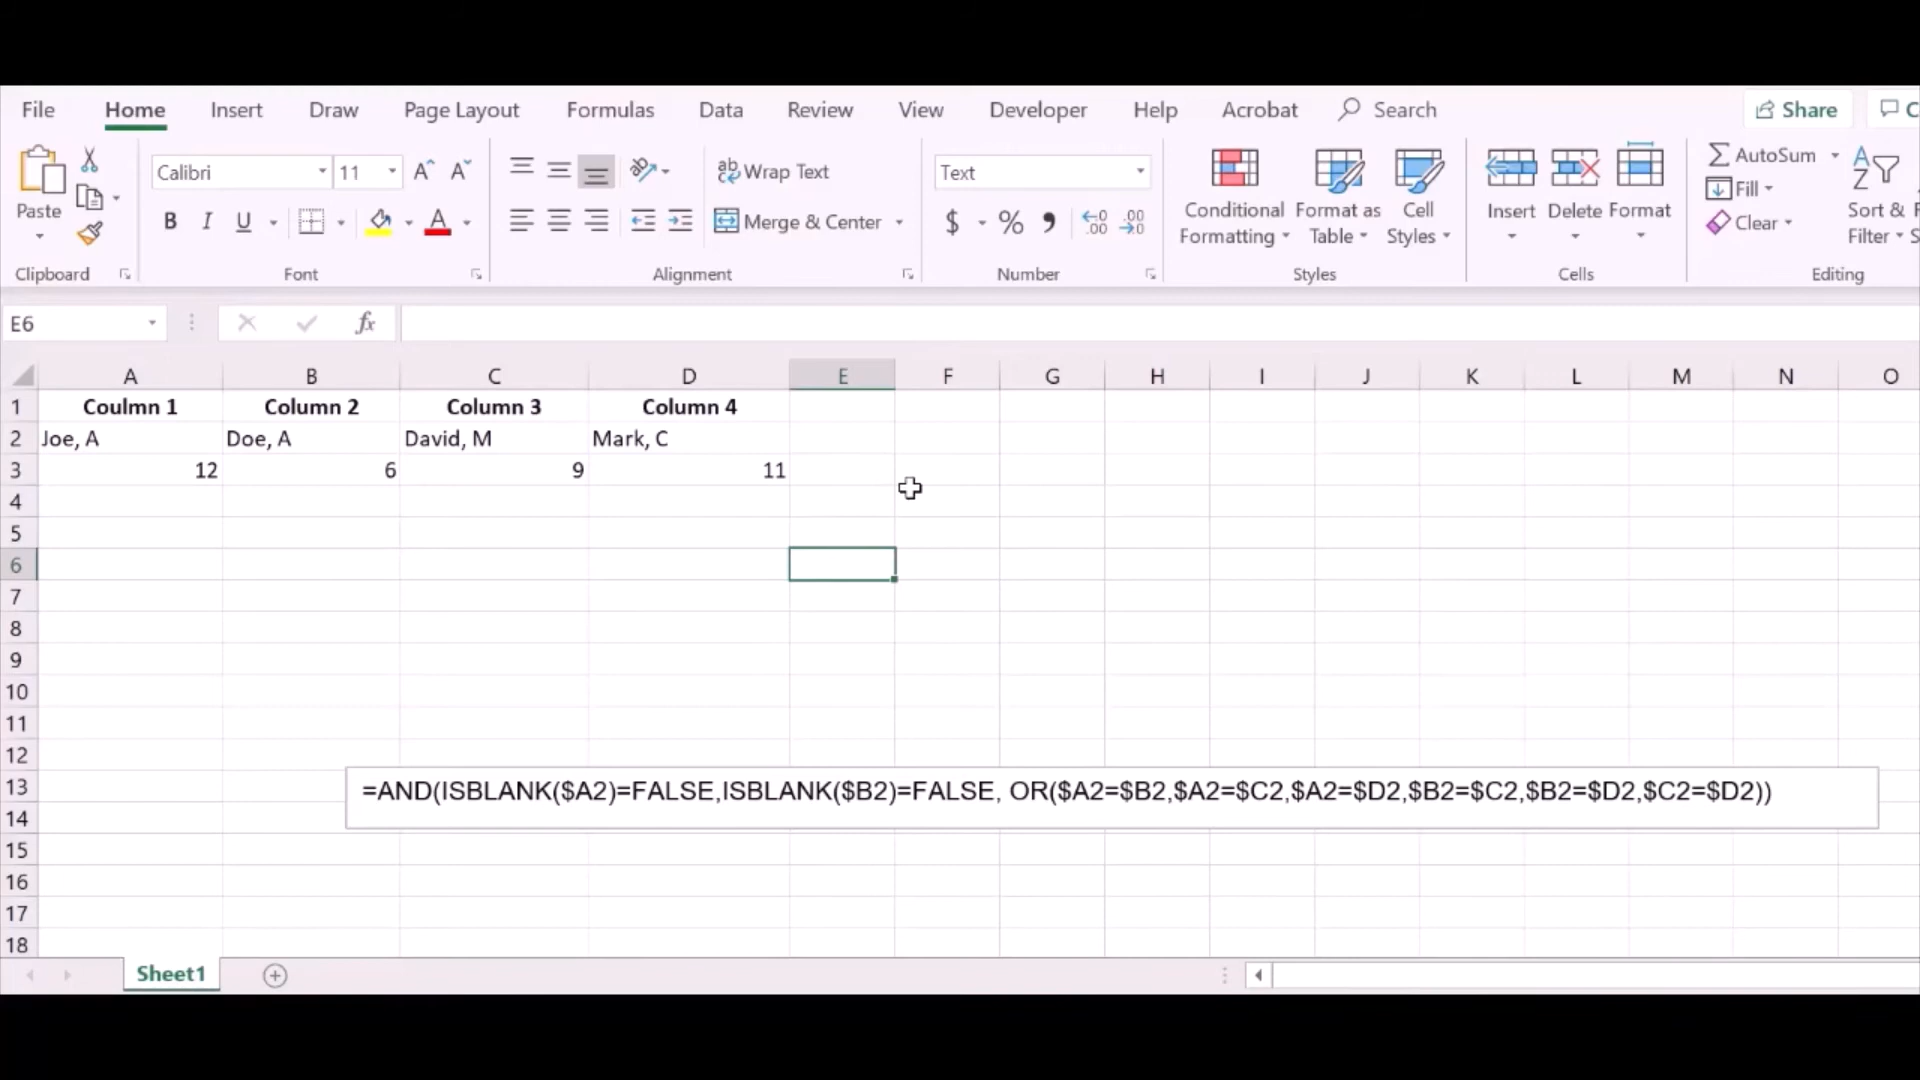 File Home Insert Draw Page Layout Formulas Data Review View Developer Help Acrobat Search Share
Calibri 11 Wrap Text Text AutoSum
Paste Conditional Format as Cell Insert Delete Format Fill Sort &
B I U Merge & Center $ % Formatting Table Styles Clear Filter
Clipboard Font Alignment Number Styles Cells Editing
E6 fx
A B C D E F G H I J K L M N O
1 Coulmn 1 Column 2 Column 3 Column 4
2 Joe, A Doe, A David, M Mark, C
3 12 6 9 11
4
5
6
7
8
9
10
11
12
13 =AND(ISBLANK($A2)=FALSE,ISBLANK($B2)=FALSE, OR($A2=$B2,$A2=$C2,$A2=$D2,$B2=$C2,$B2=$D2,$C2=$D2))
14
15
16
17
18
Sheet1